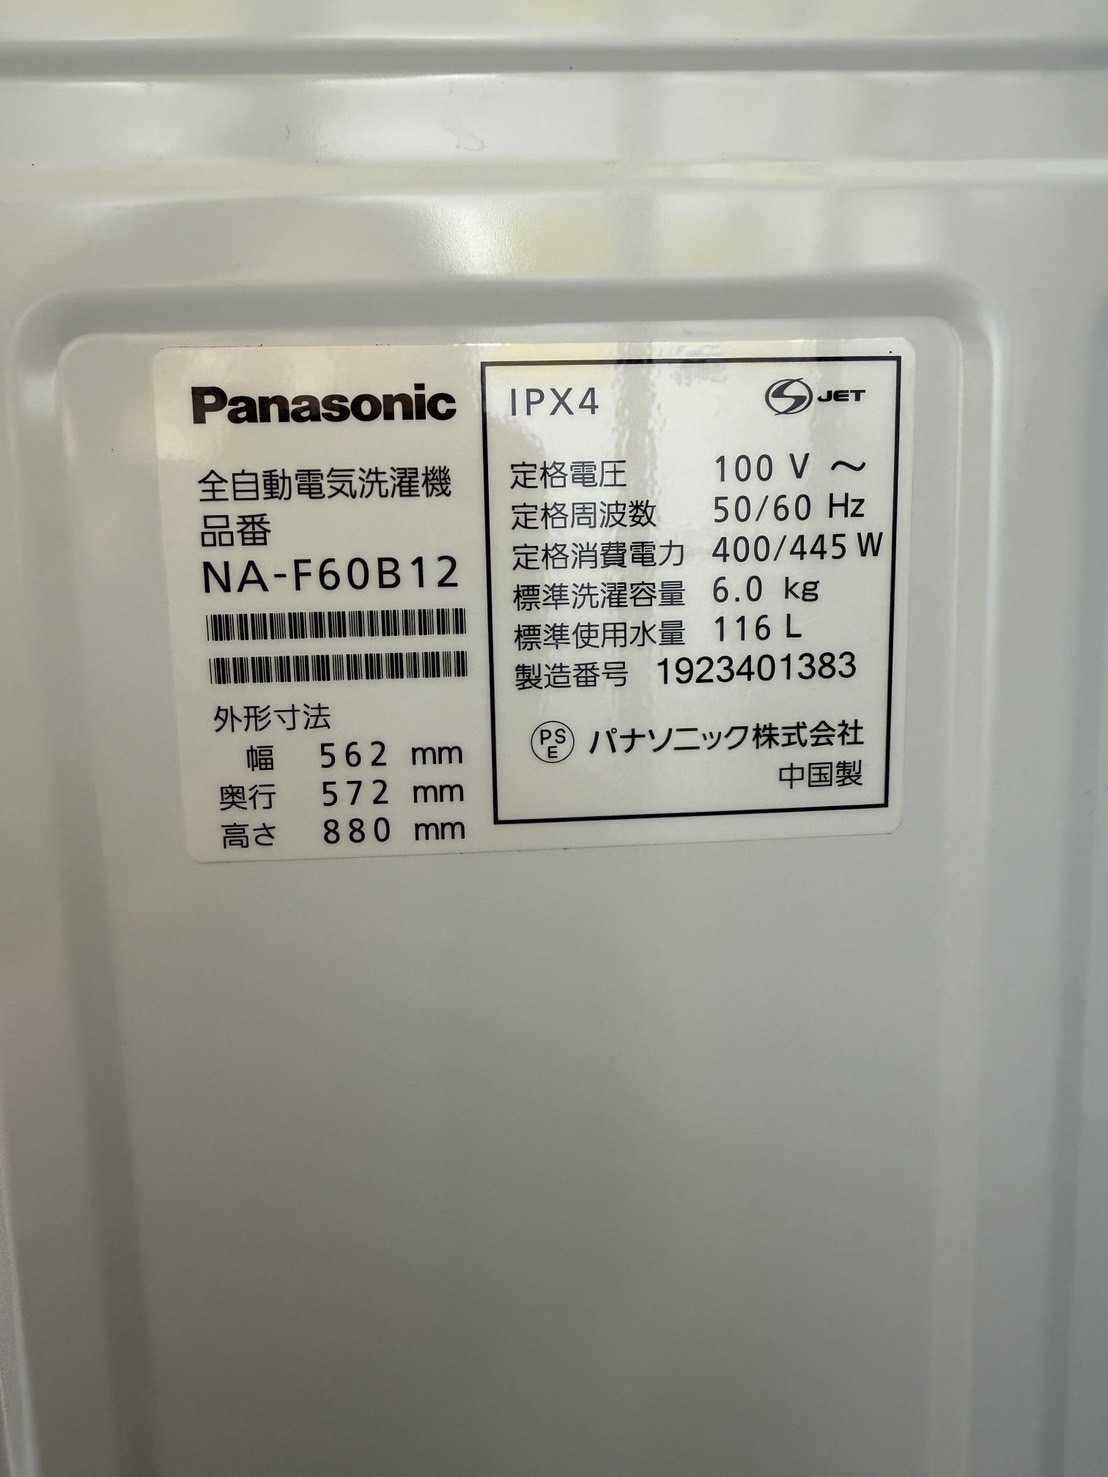 Panasonic
全自動電気洗濯機
品番
NA-F60B12
外形寸法
幅 562 mm
奥行 572 mm
高さ 880 mm
IPX4
S JET
定格電圧 100 V ～
定格周波数 50/60 Hz
定格消費電力 400/445 W
標準洗濯容量 6.0 kg
標準使用水量 116 L
製造番号 1923401383
PSE パナソニック株式会社
中国製